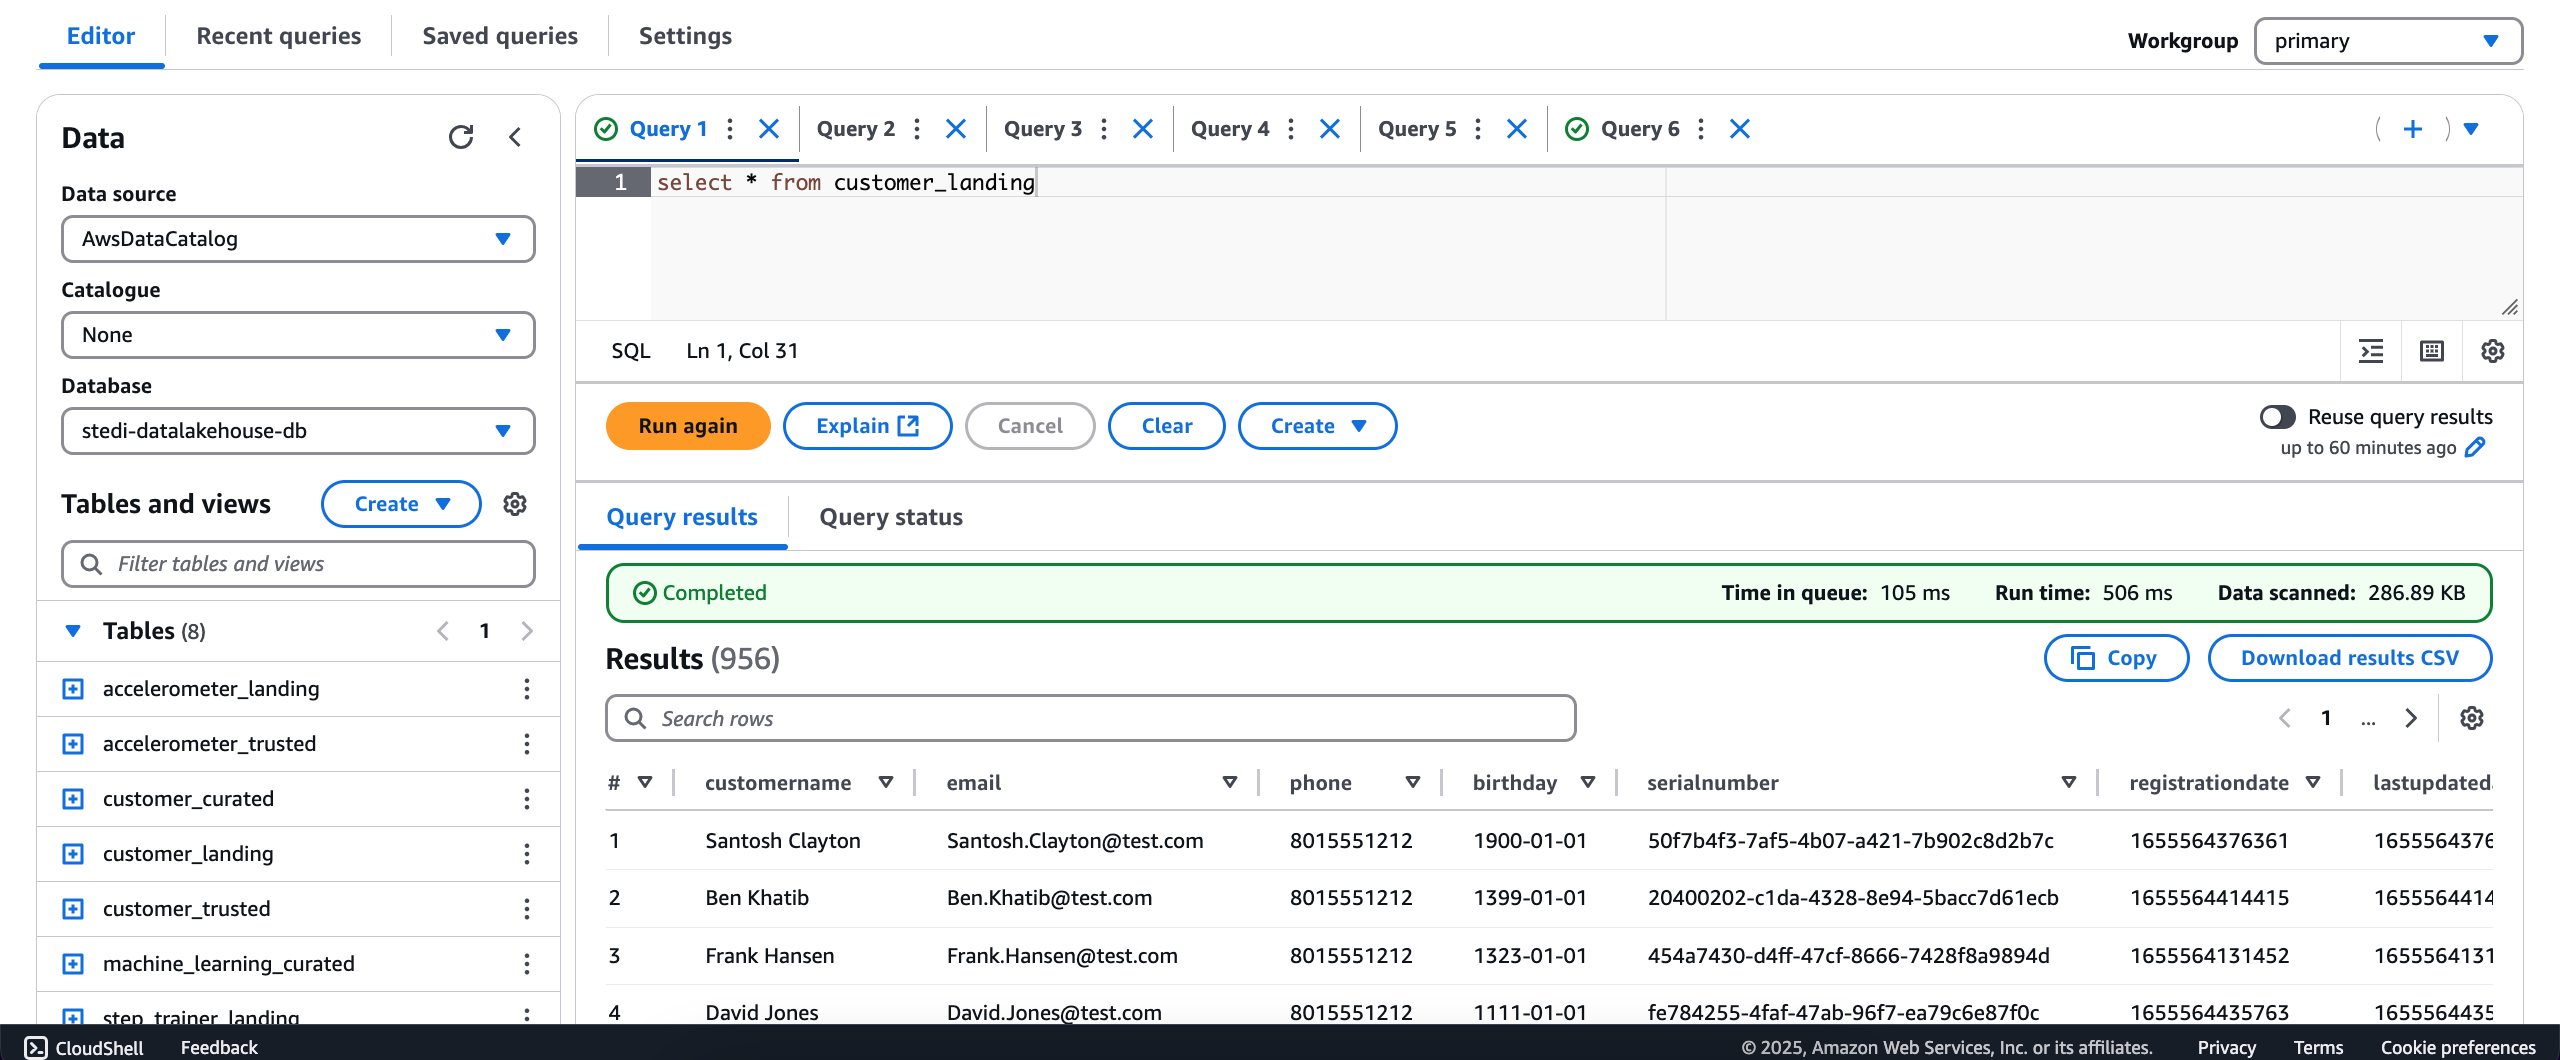 Editor Recent queries Saved queries Settings Workgroup primary
Data
Data source
AwsDataCatalog
Catalogue
None
Database
stedi-datalakehouse-db
Tables and views Create
Filter tables and views
Tables (8) 1
accelerometer_landing
accelerometer_trusted
customer_curated
customer_landing
customer_trusted
machine_learning_curated
step_trainer_landing
Query 1 Query 2 Query 3 Query 4 Query 5 Query 6
1 select * from customer_landing
SQL Ln 1, Col 31
Run again Explain Cancel Clear Create Reuse query results
up to 60 minutes ago
Query results Query status
Completed Time in queue: 105 ms Run time: 506 ms Data scanned: 286.89 KB
Results (956) Copy Download results CSV
Search rows 1 ...
# customername email phone birthday serialnumber registrationdate lastupdated
1 Santosh Clayton Santosh.Clayton@test.com 8015551212 1900-01-01 50f7b4f3-7af5-4b07-a421-7b902c8d2b7c 1655564376361 1655564376
2 Ben Khatib Ben.Khatib@test.com 8015551212 1399-01-01 20400202-c1da-4328-8e94-5bacc7d61ecb 1655564414415 1655564414
3 Frank Hansen Frank.Hansen@test.com 8015551212 1323-01-01 454a7430-d4ff-47cf-8666-7428f8a9894d 1655564131452 1655564131
4 David Jones David.Jones@test.com 8015551212 1111-01-01 fe784255-4faf-47ab-96f7-ea79c6e87f0c 1655564435763 1655564435
CloudShell Feedback © 2025, Amazon Web Services, Inc. or its affiliates. Privacy Terms Cookie preferences